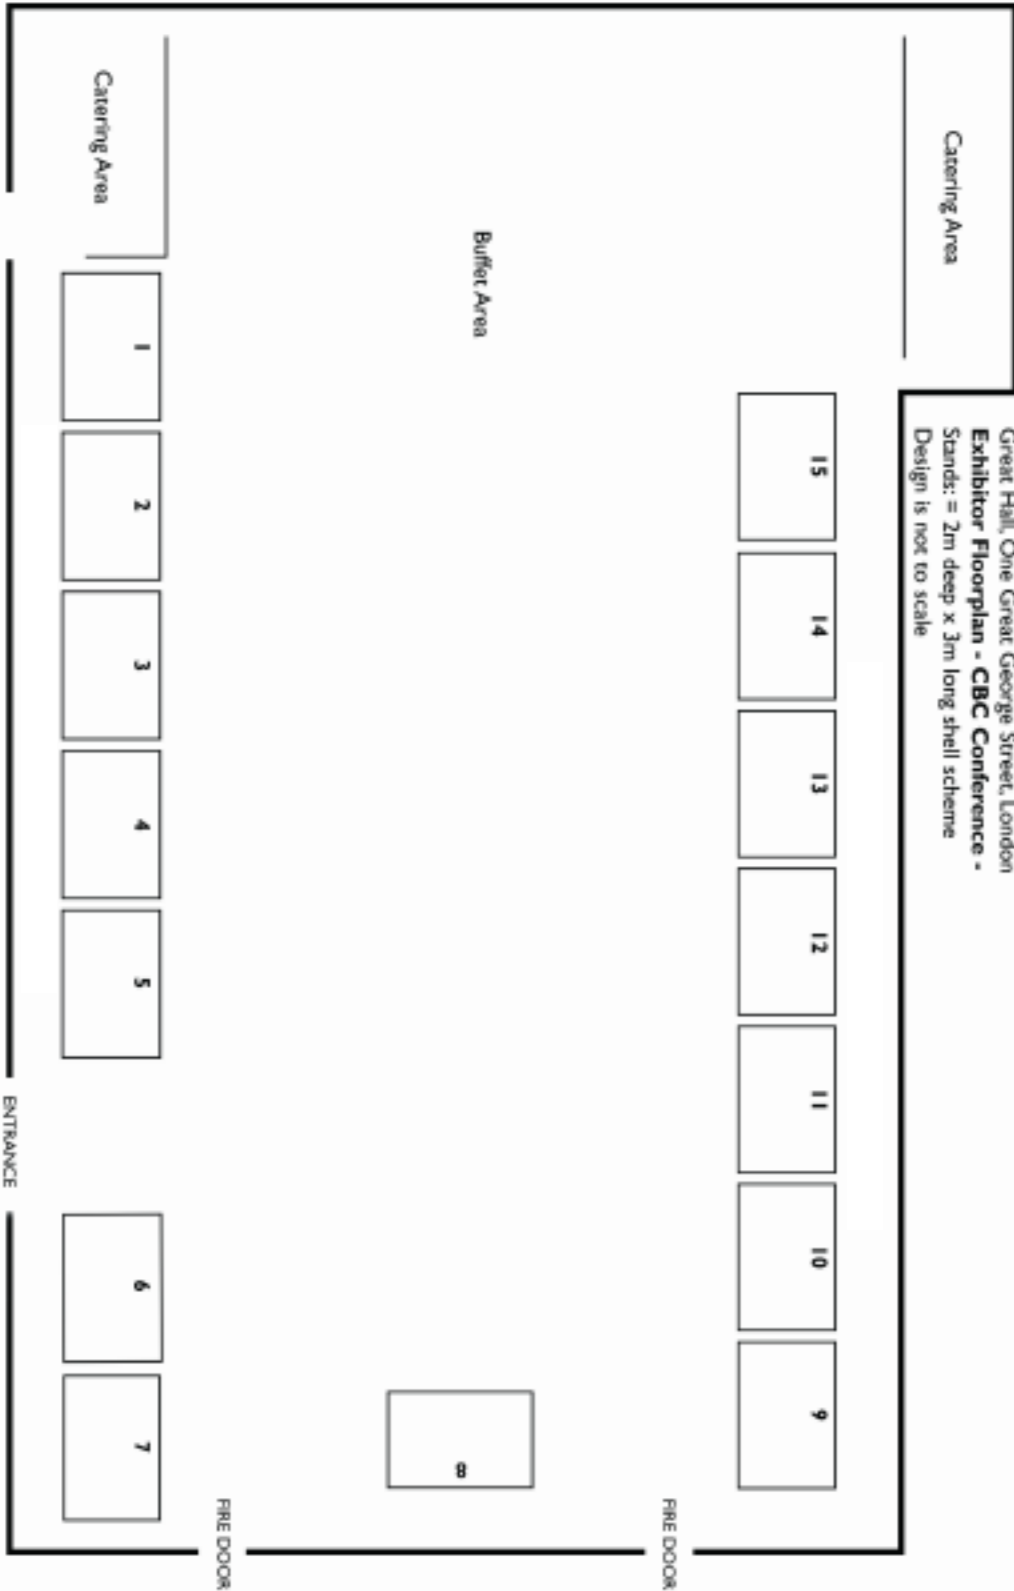 Great Hall, One Great George Street, London
Exhibitor Floorplan - CBC Conference -
Stands: = 2m deep x 3m long shell scheme
Design is not to scale
Catering Area
15
14
13
12
11
10
9
FIRE DOOR
Buffet Area
8
FIRE DOOR
Catering Area
1
2
3
4
5
6
7
ENTRANCE